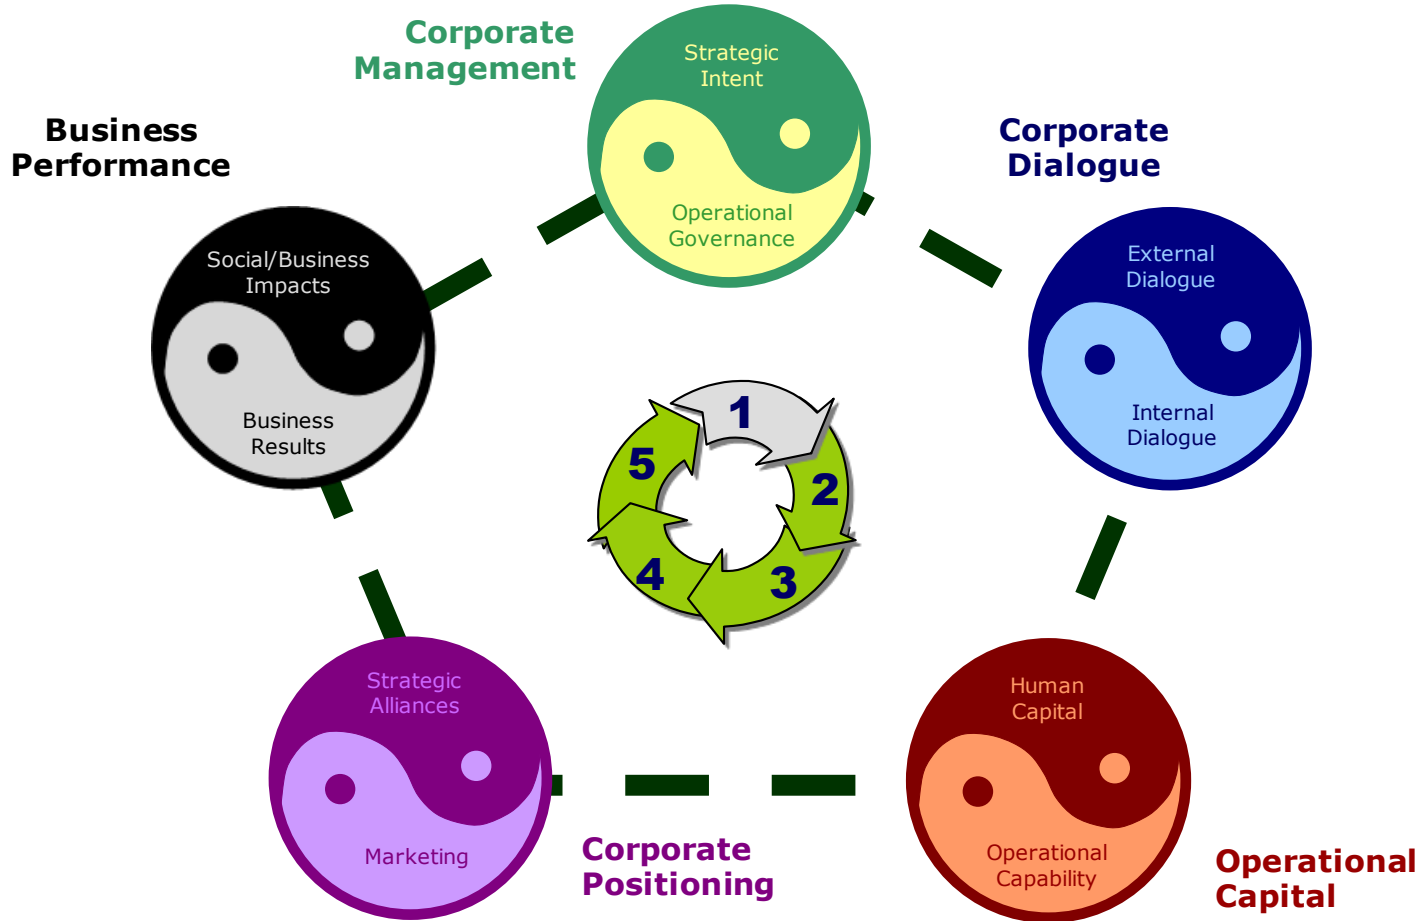 Corporate
Management
Strategic
Intent
Operational
Governance
Business
Performance
Social/Business
Impacts
Business
Results
Corporate
Dialogue
External
Dialogue
Internal
Dialogue
1
2
3
4
5
Strategic
Alliances
Marketing
Corporate
Positioning
Human
Capital
Operational
Capability
Operational
Capital